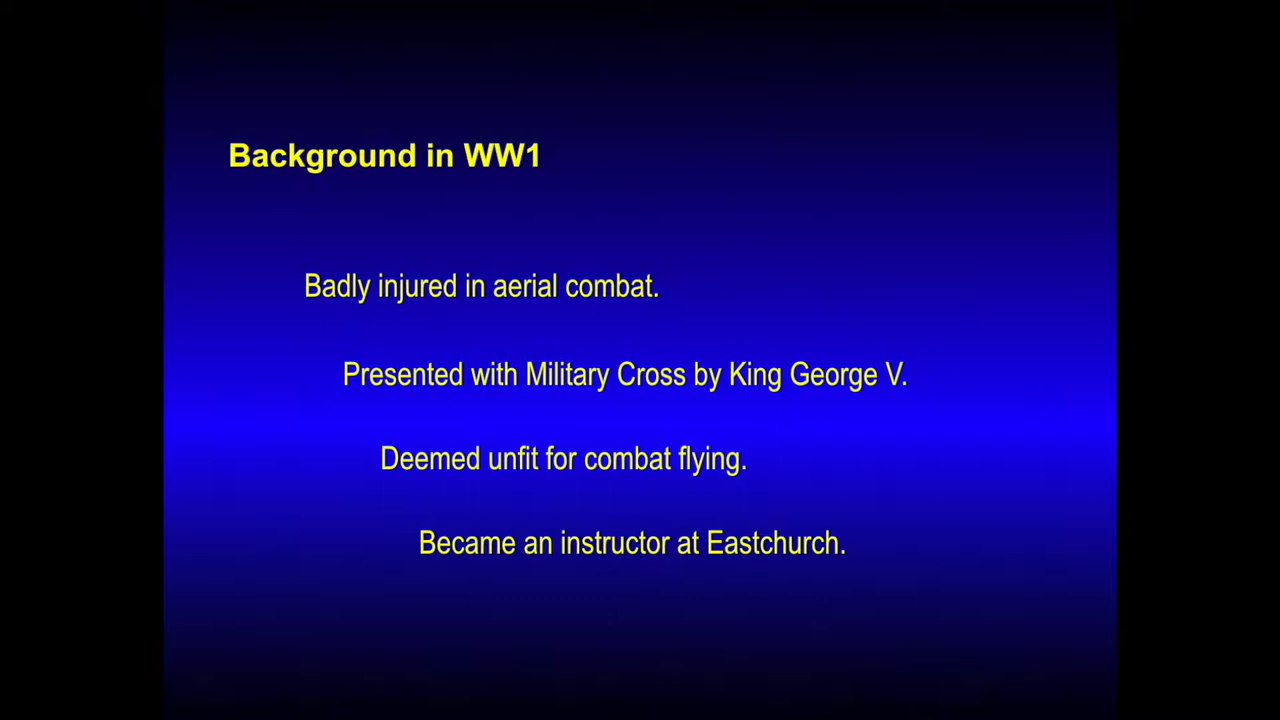 Background in WW1
Badly injured in aerial combat.
Presented with Military Cross by King George V.
Deemed unfit for combat flying.
Became an instructor at Eastchurch.